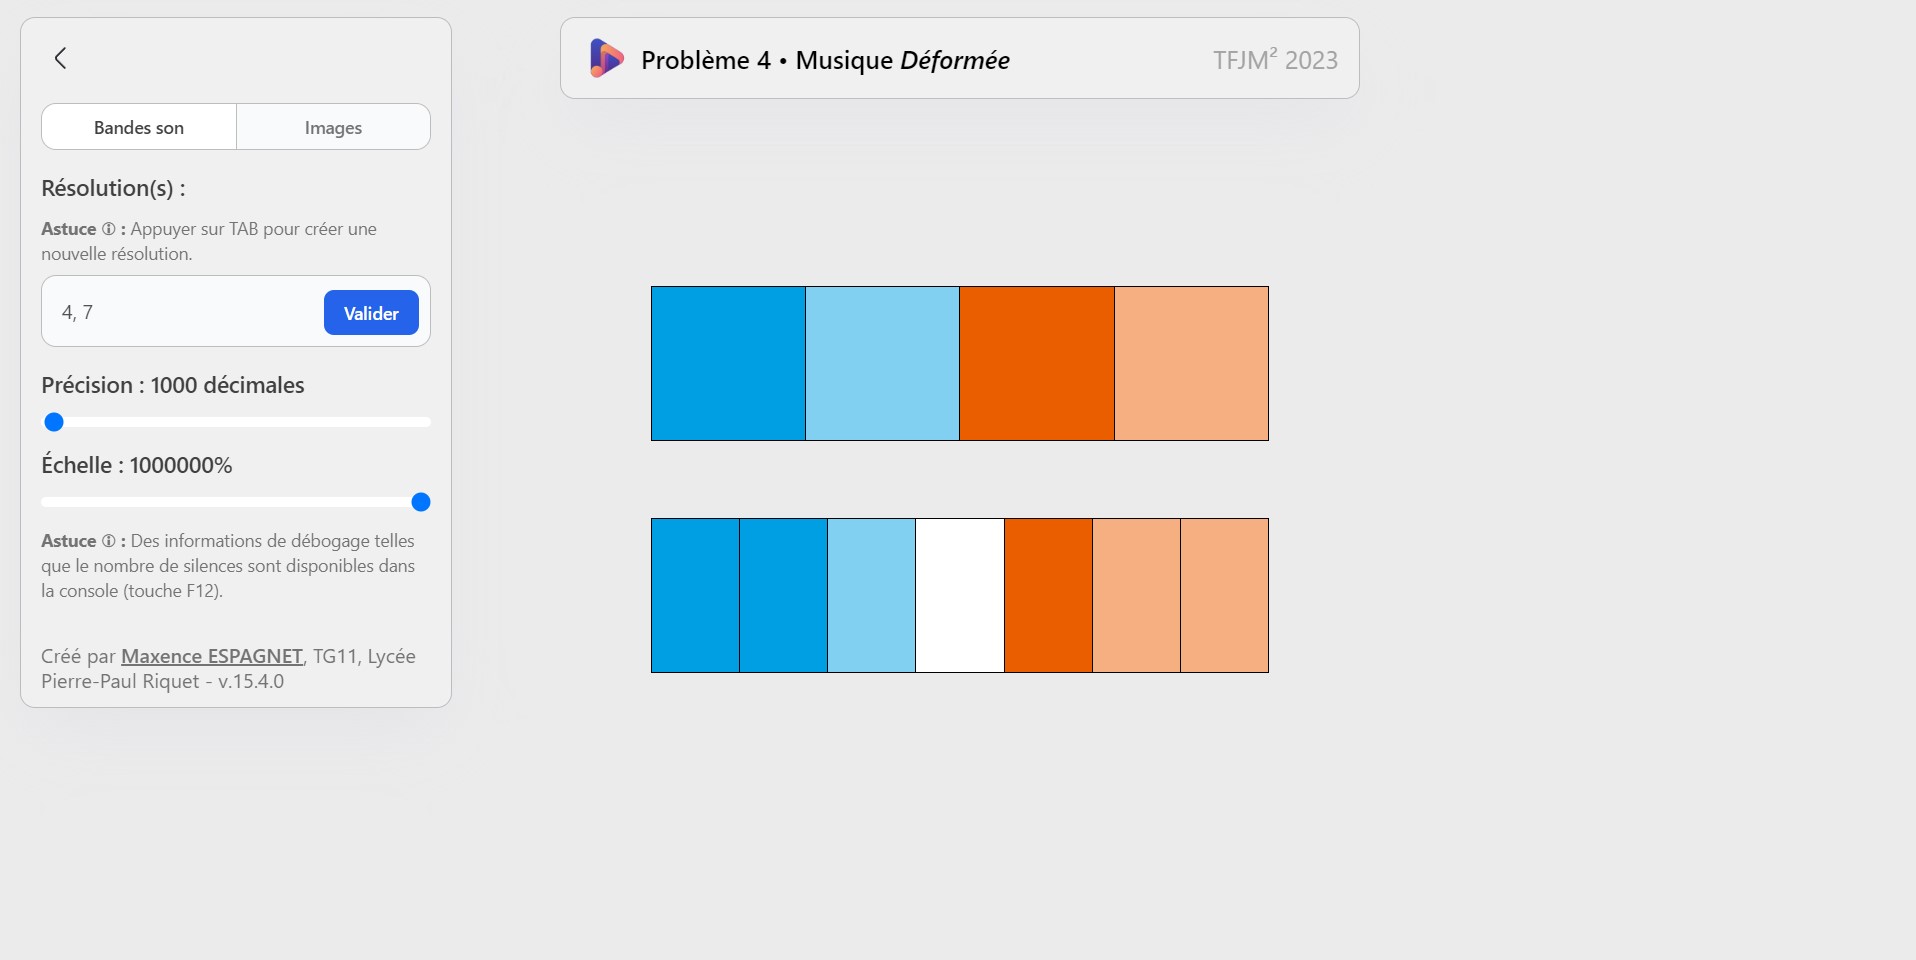 Problème 4 • Musique Déformée
TFJM² 2023
Bandes son
Images
Résolution(s) :
Astuce ⓘ : Appuyer sur TAB pour créer une
nouvelle résolution.
4, 7
Valider
Précision : 1000 décimales
Échelle : 1000000%
Astuce ⓘ : Des informations de débogage telles
que le nombre de silences sont disponibles dans
la console (touche F12).
Créé par Maxence ESPAGNET, TG11, Lycée
Pierre-Paul Riquet - v.15.4.0